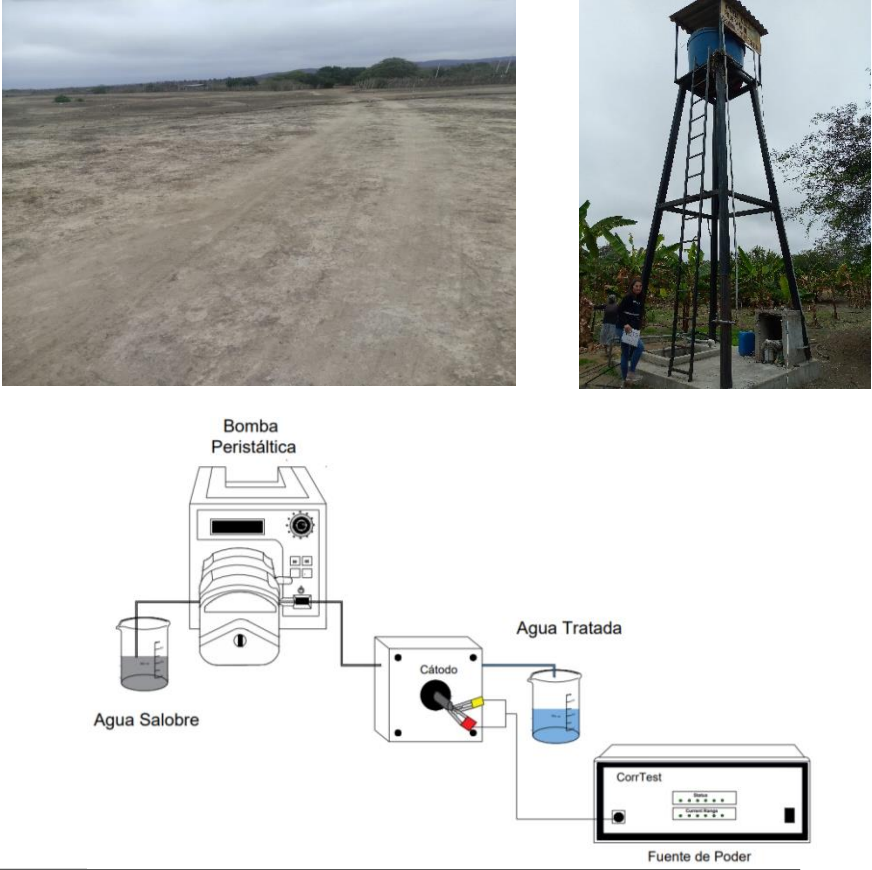 Bomba
Peristáltica
Agua Salobre
Cátodo
Agua Tratada
CorrTest
Status
Current Range
Fuente de Poder